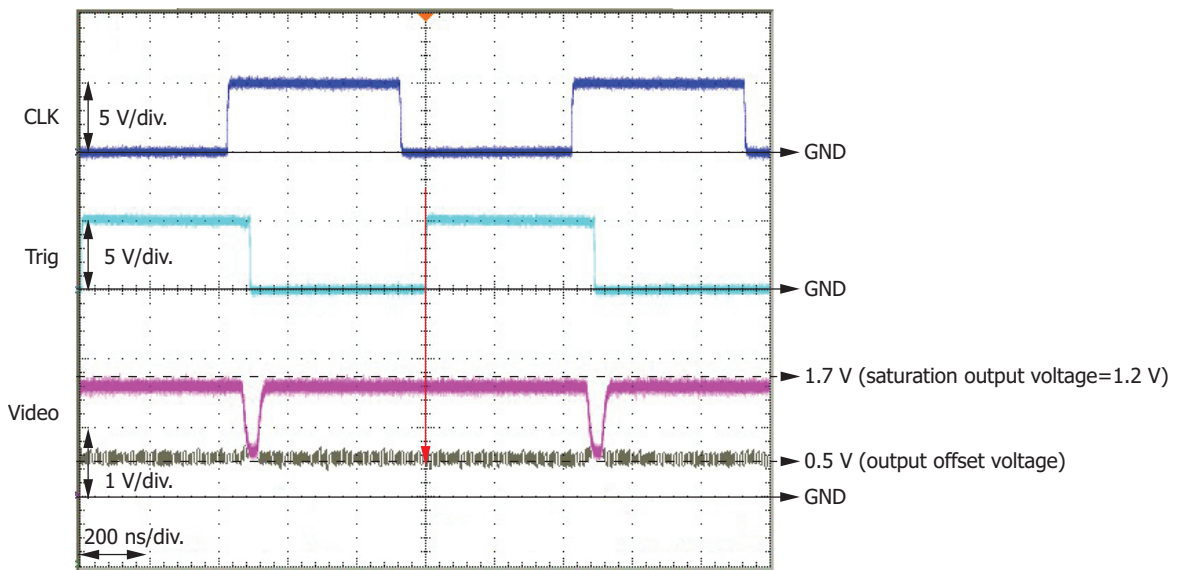 CLK
5 V/div.
GND
Trig
5 V/div.
GND
1.7 V (saturation output voltage=1.2 V)
Video
0.5 V (output offset voltage)
1 V/div.
GND
200 ns/div.